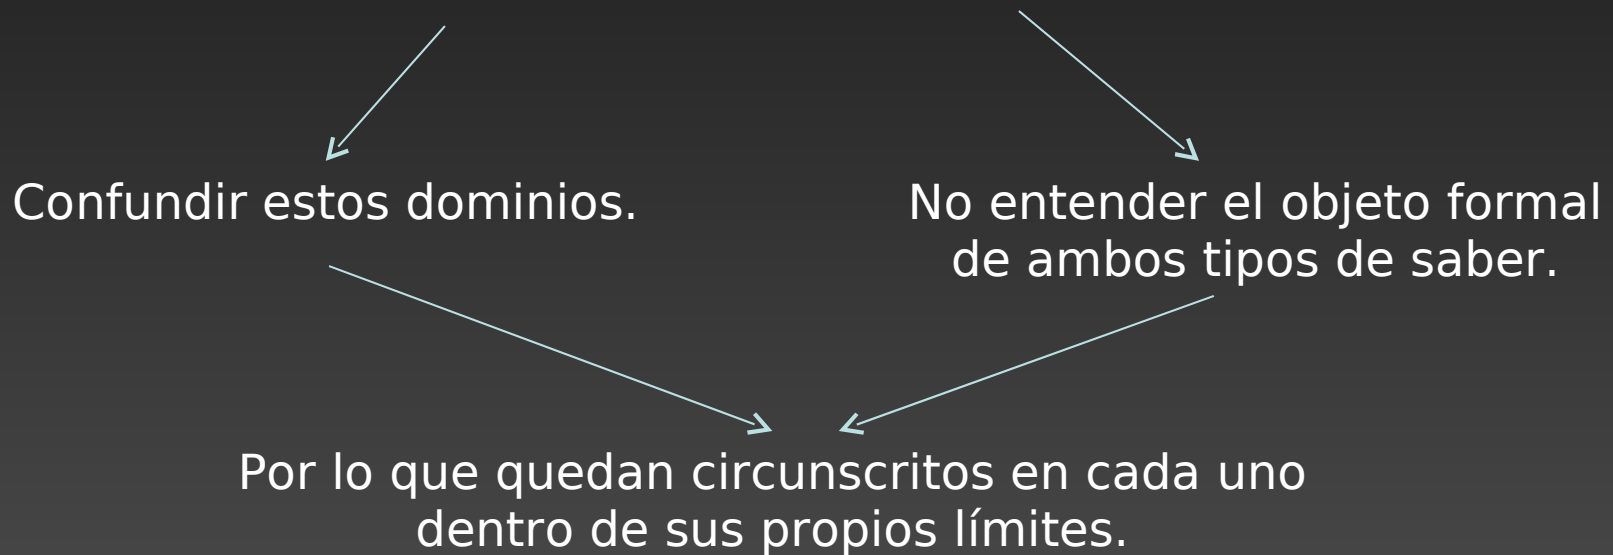 Confundir estos dominios.
No entender el objeto formal
de ambos tipos de saber.
Por lo que quedan circunscritos en cada uno
dentro de sus propios límites.